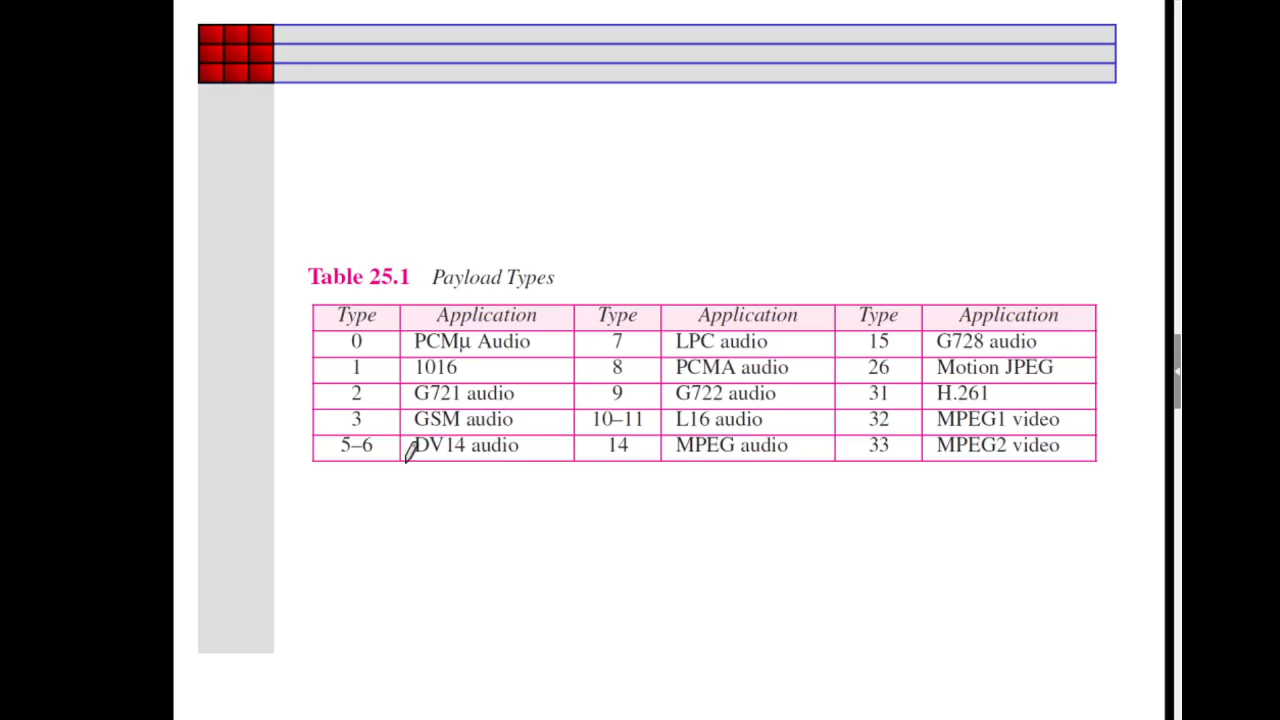 Table 25.1 Payload Types
Type Application Type Application Type Application
0 PCMμ Audio 7 LPC audio 15 G728 audio
1 1016 8 PCMA audio 26 Motion JPEG
2 G721 audio 9 G722 audio 31 H.261
3 GSM audio 10–11 L16 audio 32 MPEG1 video
5–6 DV14 audio 14 MPEG audio 33 MPEG2 video